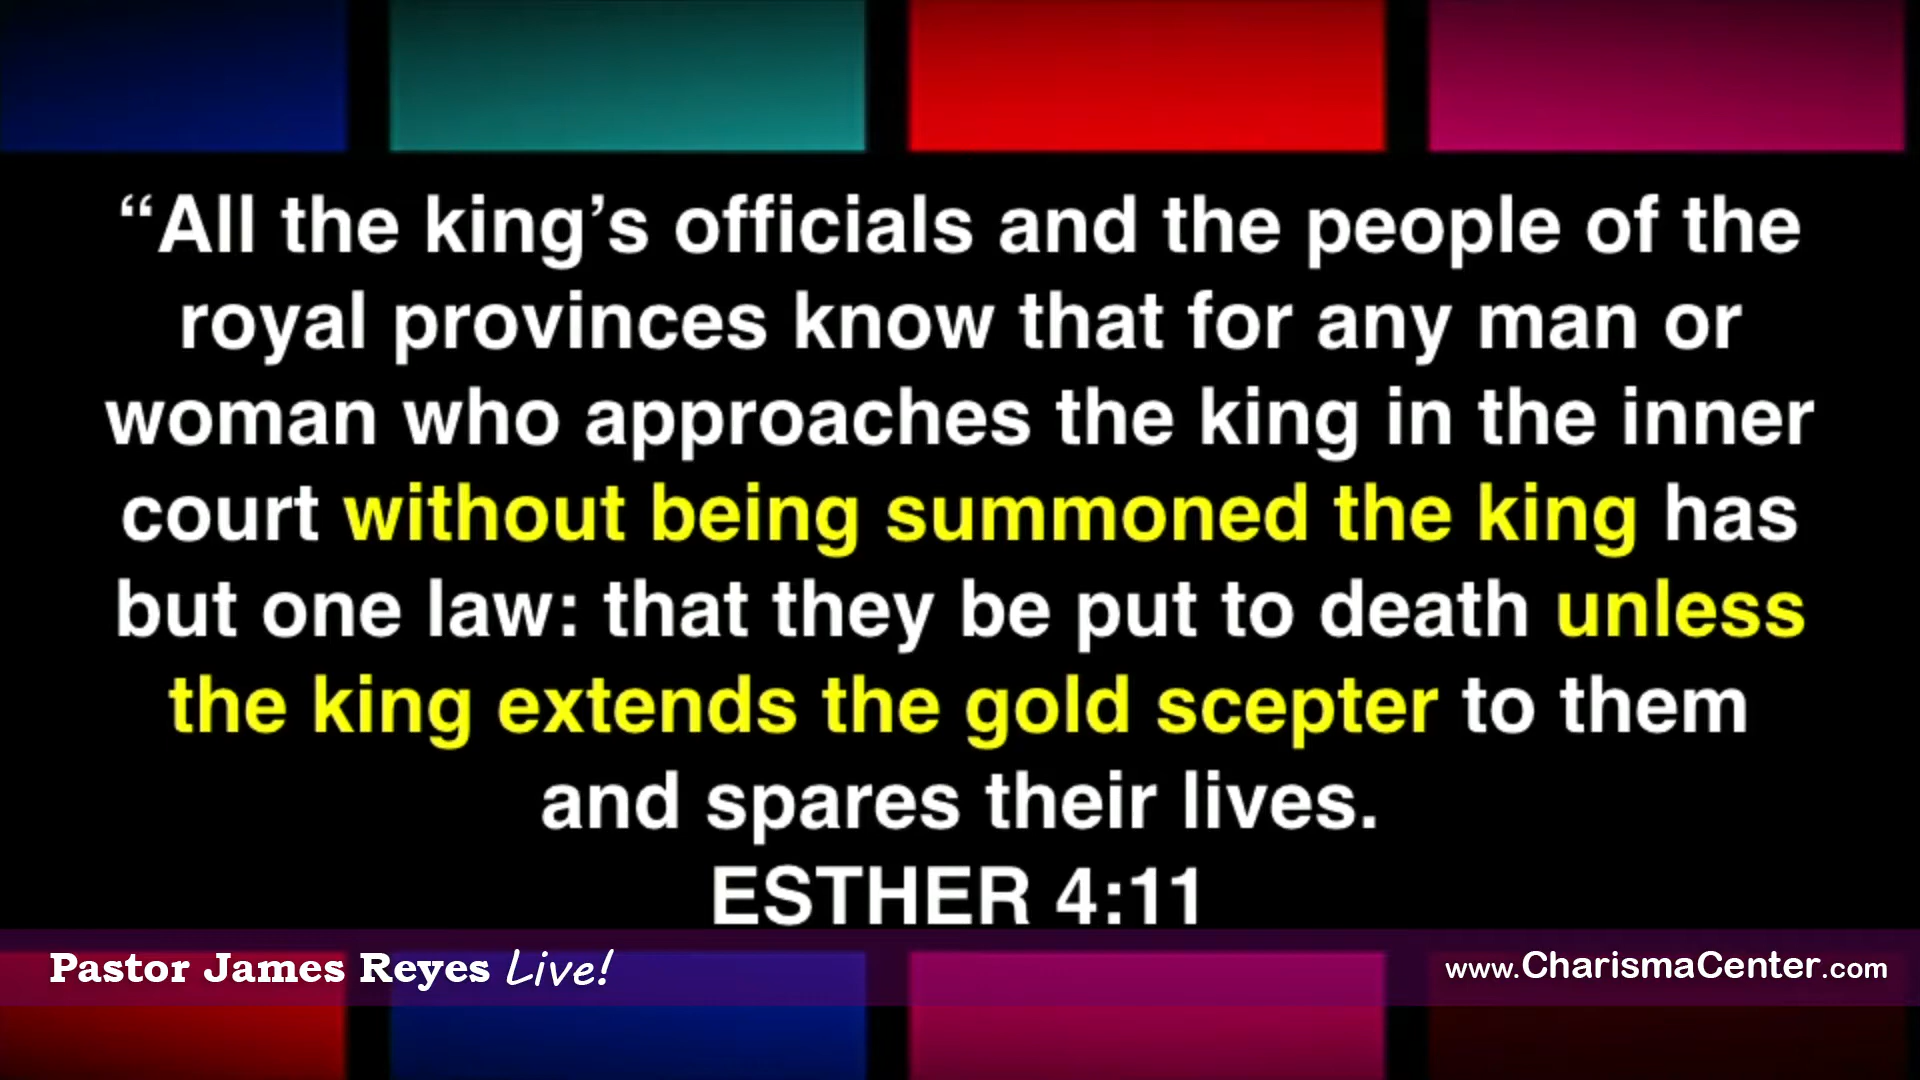 “All the king’s officials and the people of the
royal provinces know that for any man or
woman who approaches the king in the inner
court without being summoned the king has
but one law: that they be put to death unless
the king extends the gold scepter to them
and spares their lives.
ESTHER 4:11
Pastor James Reyes Live!
www.CharismaCenter.com